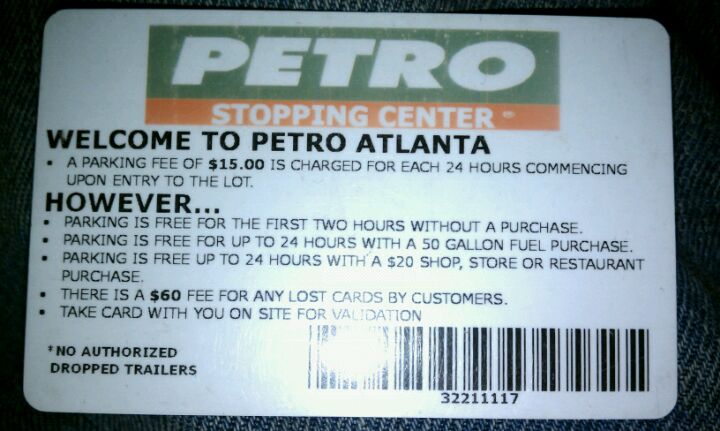 PETRO
STOPPING CENTER ®
WELCOME TO PETRO ATLANTA
• A PARKING FEE OF $15.00 IS CHARGED FOR EACH 24 HOURS COMMENCING
UPON ENTRY TO THE LOT.
HOWEVER...
• PARKING IS FREE FOR THE FIRST TWO HOURS WITHOUT A PURCHASE.
• PARKING IS FREE FOR UP TO 24 HOURS WITH A 50 GALLON FUEL PURCHASE.
• PARKING IS FREE UP TO 24 HOURS WITH A $20 SHOP, STORE OR RESTAURANT
PURCHASE.
• THERE IS A $60 FEE FOR ANY LOST CARDS BY CUSTOMERS.
• TAKE CARD WITH YOU ON SITE FOR VALIDATION
*NO AUTHORIZED
DROPPED TRAILERS
32211117